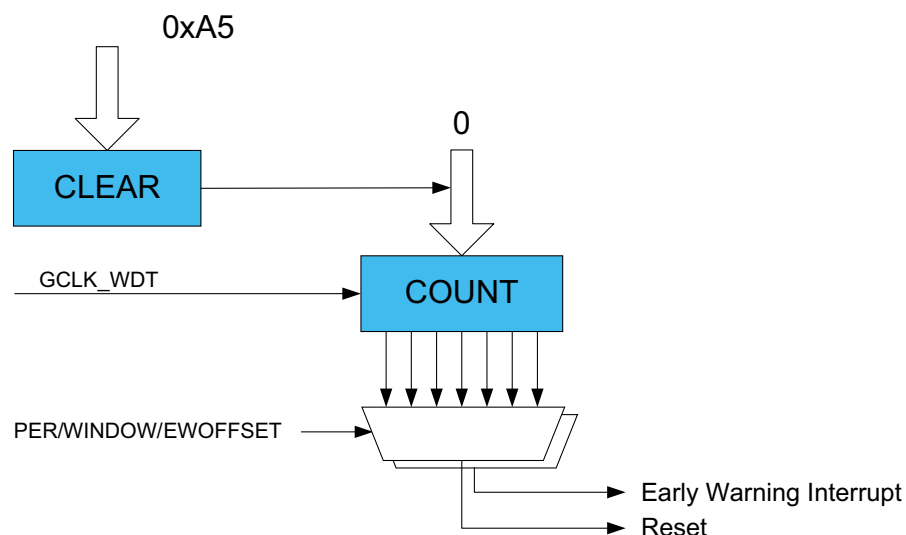 0xA5
0
CLEAR
GCLK_WDT
COUNT
PER/WINDOW/EWOFFSET
Early Warning Interrupt
Reset